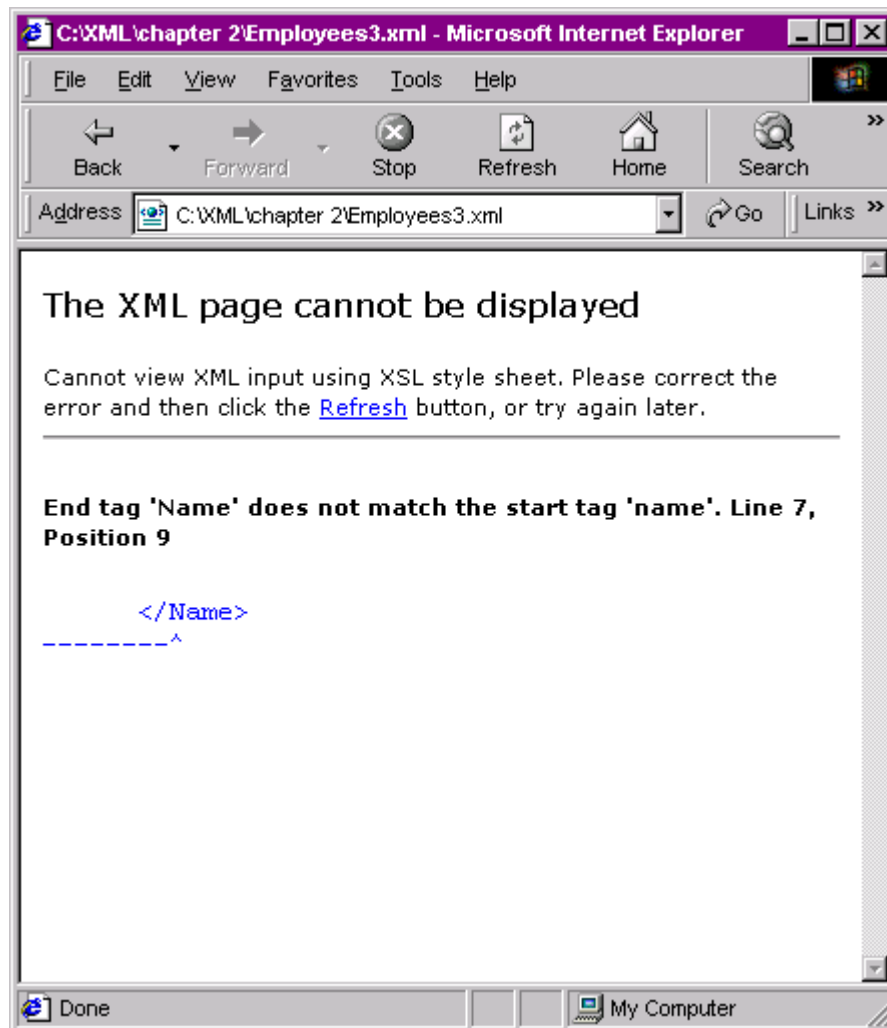 C:\XML\chapter 2\Employees3.xml - Microsoft Internet Explorer
File Edit View Favorites Tools Help
Back Forward Stop Refresh Home Search »
Address C:\XML\chapter 2\Employees3.xml Go Links »
The XML page cannot be displayed
Cannot view XML input using XSL style sheet. Please correct the
error and then click the Refresh button, or try again later.
End tag 'Name' does not match the start tag 'name'. Line 7,
Position 9
</Name>
--------^
Done My Computer